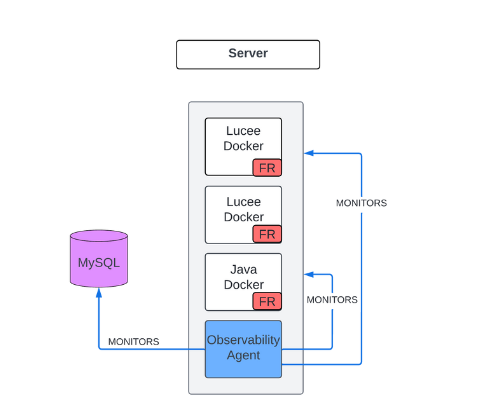 Server
Lucee
Docker
FR
MONITORS
Lucee
Docker
FR
MySQL
Java
Docker
FR
MONITORS
MONITORS
Observability
Agent